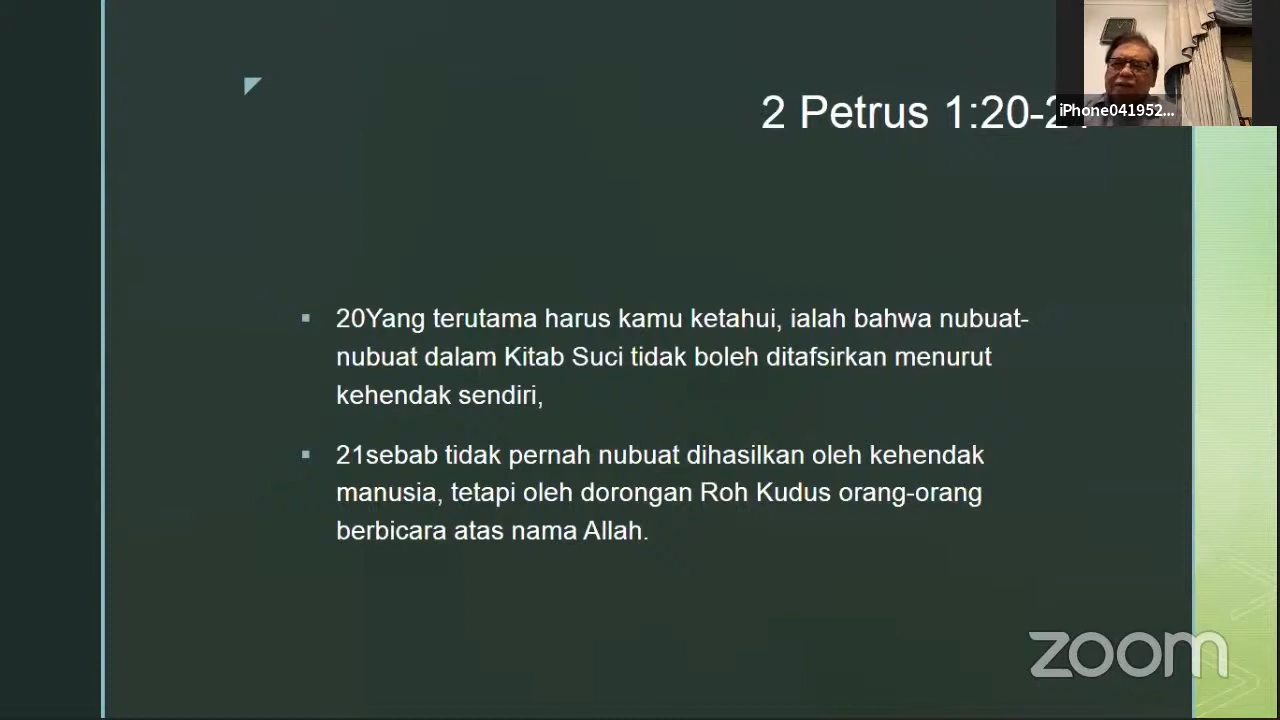 2 Petrus 1:20-
iPhone041952...
20Yang terutama harus kamu ketahui, ialah bahwa nubuat-
nubuat dalam Kitab Suci tidak boleh ditafsirkan menurut
kehendak sendiri,
21sebab tidak pernah nubuat dihasilkan oleh kehendak
manusia, tetapi oleh dorongan Roh Kudus orang-orang
berbicara atas nama Allah.
zoom